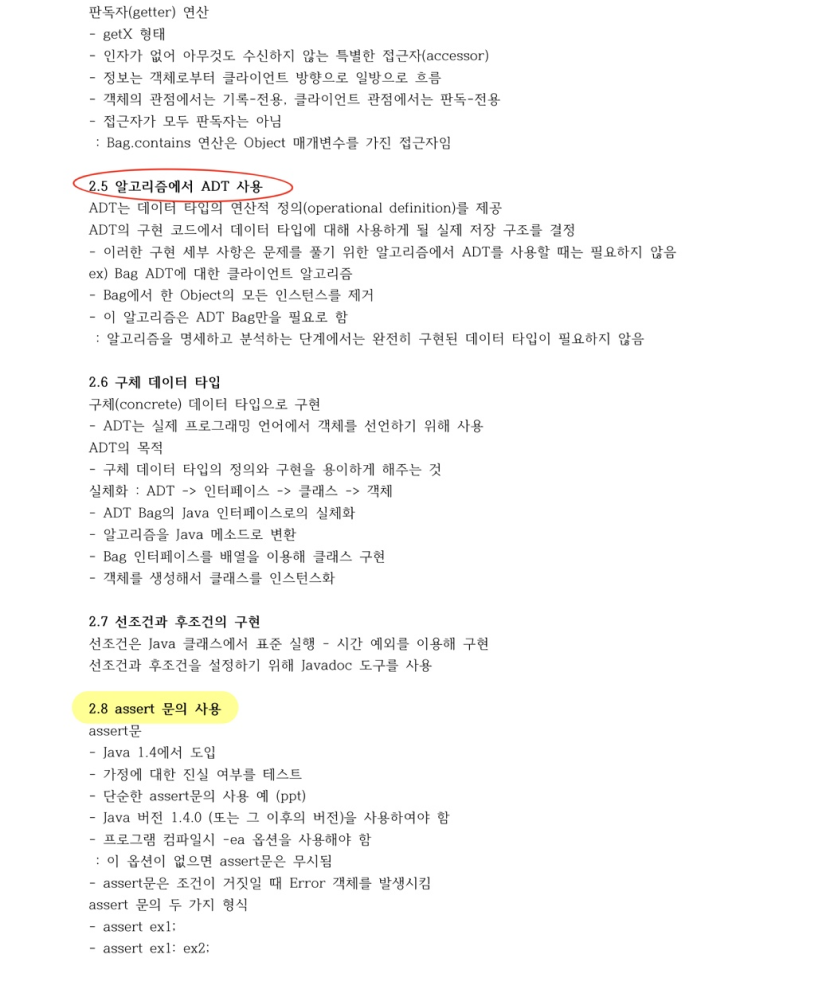 판독자(getter) 연산
- getX 형태
- 인자가 없어 아무것도 수신하지 않는 특별한 접근자(accessor)
- 정보는 객체로부터 클라이언트 방향으로 일방으로 흐름
- 객체의 관점에서는 기록-전용, 클라이언트 관점에서는 판독-전용
- 접근자가 모두 판독자는 아님
: Bag.contains 연산은 Object 매개변수를 가진 접근자임
2.5 알고리즘에서 ADT 사용
ADT는 데이터 타입의 연산적 정의(operational definition)를 제공
ADT의 구현 코드에서 데이터 타입에 대해 사용하게 될 실제 저장 구조를 결정
- 이러한 구현 세부 사항은 문제를 풀기 위한 알고리즘에서 ADT를 사용할 때는 필요하지 않음
ex) Bag ADT에 대한 클라이언트 알고리즘
- Bag에서 한 Object의 모든 인스턴스를 제거
- 이 알고리즘은 ADT Bag만을 필요로 함
: 알고리즘을 명세하고 분석하는 단계에서는 완전히 구현된 데이터 타입이 필요하지 않음
2.6 구체 데이터 타입
구체(concrete) 데이터 타입으로 구현
- ADT는 실제 프로그래밍 언어에서 객체를 선언하기 위해 사용
ADT의 목적
- 구체 데이터 타입의 정의와 구현을 용이하게 해주는 것
실체화 : ADT -> 인터페이스 -> 클래스 -> 객체
- ADT Bag의 Java 인터페이스로의 실체화
- 알고리즘을 Java 메소드로 변환
- Bag 인터페이스를 배열을 이용해 클래스 구현
- 객체를 생성해서 클래스를 인스턴스화
2.7 선조건과 후조건의 구현
선조건은 Java 클래스에서 표준 실행 - 시간 예외를 이용해 구현
선조건과 후조건을 설정하기 위해 Javadoc 도구를 사용
2.8 assert 문의 사용
assert문
- Java 1.4에서 도입
- 가정에 대한 진실 여부를 테스트
- 단순한 assert문의 사용 예 (ppt)
- Java 버전 1.4.0 (또는 그 이후의 버전)을 사용하여야 함
- 프로그램 컴파일시 -ea 옵션을 사용해야 함
: 이 옵션이 없으면 assert문은 무시됨
- assert문은 조건이 거짓일 때 Error 객체를 발생시킴
assert 문의 두 가지 형식
- assert ex1;
- assert ex1: ex2;